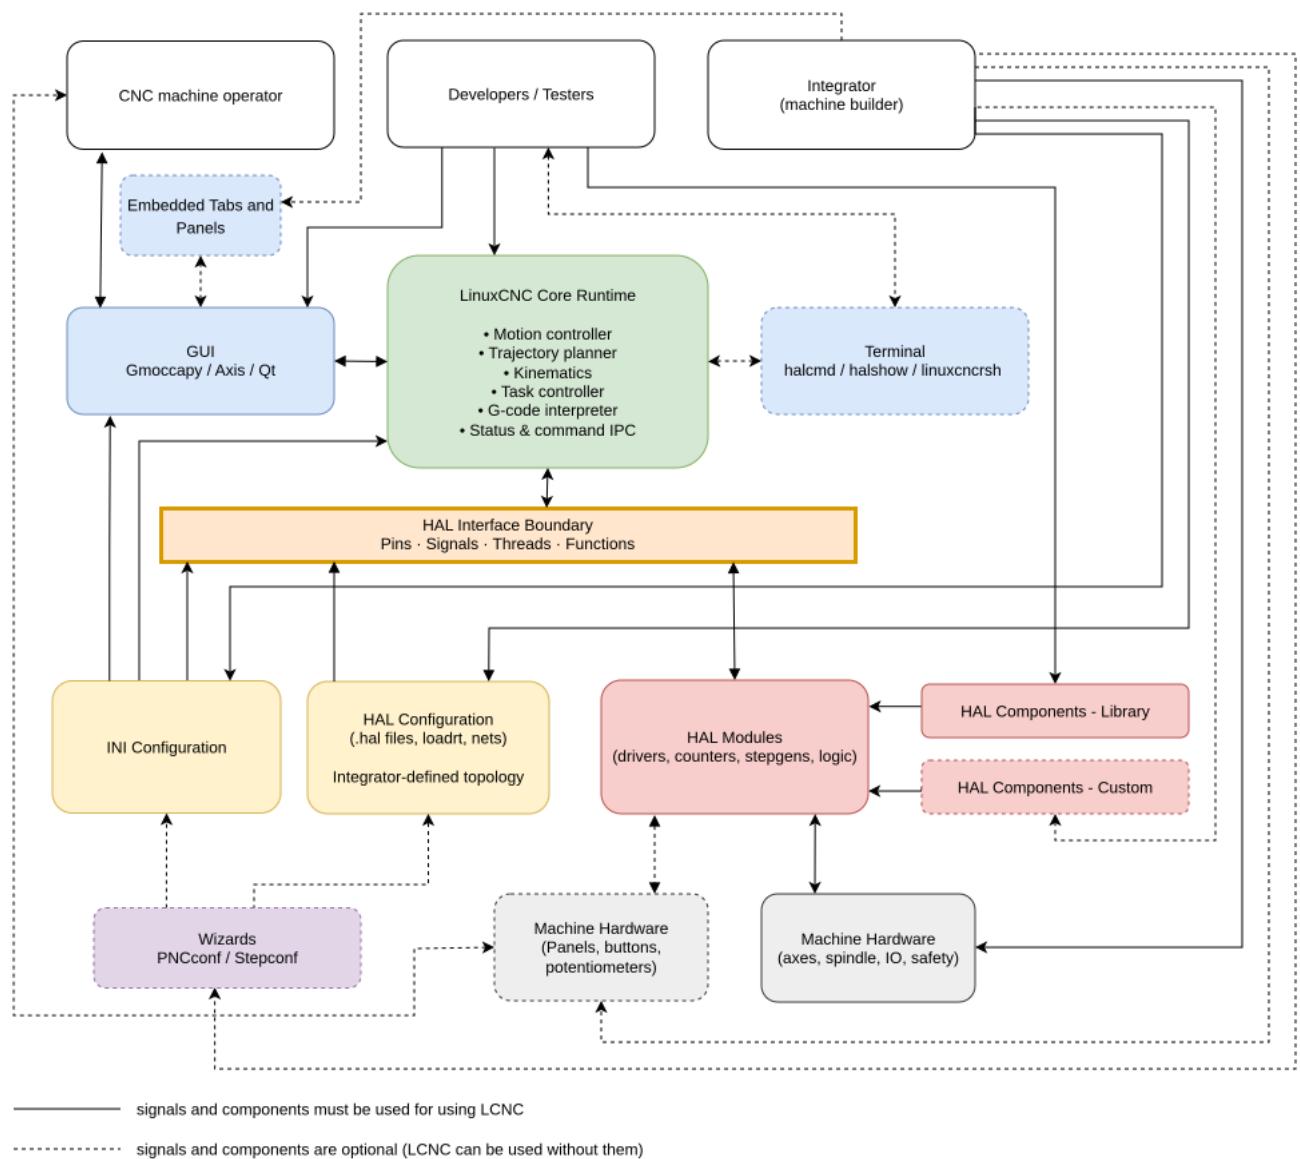 CNC machine operator
Developers / Testers
Integrator
(machine builder)
Embedded Tabs and
Panels
LinuxCNC Core Runtime
• Motion controller
• Trajectory planner
• Kinematics
• Task controller
• G-code interpreter
• Status & command IPC
GUI
Gmoccapy / Axis / Qt
Terminal
halcmd / halshow / linuxcncrsh
HAL Interface Boundary
Pins · Signals · Threads · Functions
INI Configuration
HAL Configuration
(.hal files, loadrt, nets)
Integrator-defined topology
HAL Modules
(drivers, counters, stepgens, logic)
HAL Components - Library
HAL Components - Custom
Wizards
PNCconf / Stepconf
Machine Hardware
(Panels, buttons,
potentiometers)
Machine Hardware
(axes, spindle, IO, safety)
signals and components must be used for using LCNC
signals and components are optional (LCNC can be used without them)